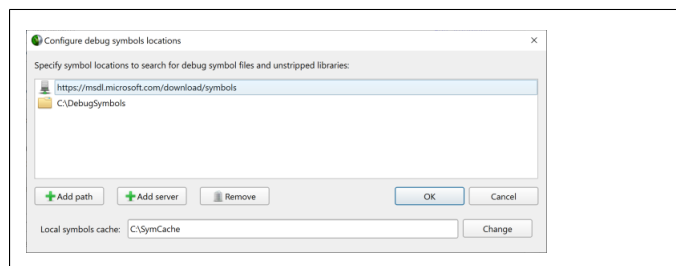 Configure debug symbols locations
Specify symbol locations to search for debug symbol files and unstripped libraries:
https://msdl.microsoft.com/download/symbols
C:\DebugSymbols
Add path Add server Remove OK Cancel
Local symbols cache: C:\SymCache Change